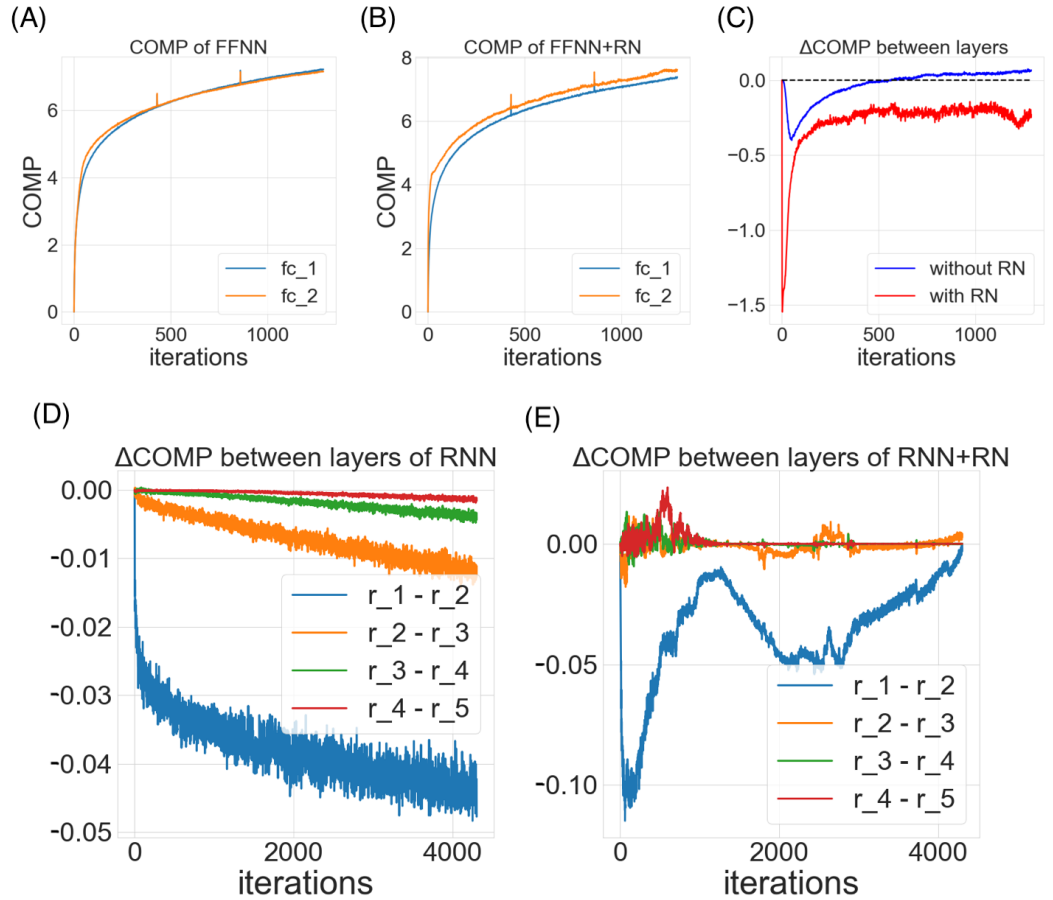 (A)
COMP of FFNN
COMP
6
4
2
0
fc_1
fc_2
0
500
1000
iterations
(B)
COMP of FFNN+RN
COMP
8
6
4
2
0
fc_1
fc_2
0
500
1000
iterations
(C)
ΔCOMP between layers
0.0
−0.5
−1.0
−1.5
without RN
with RN
0
500
1000
iterations
(D)
ΔCOMP between layers of RNN
0.00
-0.01
-0.02
-0.03
-0.04
-0.05
r_1 - r_2
r_2 - r_3
r_3 - r_4
r_4 - r_5
0
2000
4000
iterations
(E)
ΔCOMP between layers of RNN+RN
0.00
-0.05
-0.10
r_1 - r_2
r_2 - r_3
r_3 - r_4
r_4 - r_5
0
2000
4000
iterations